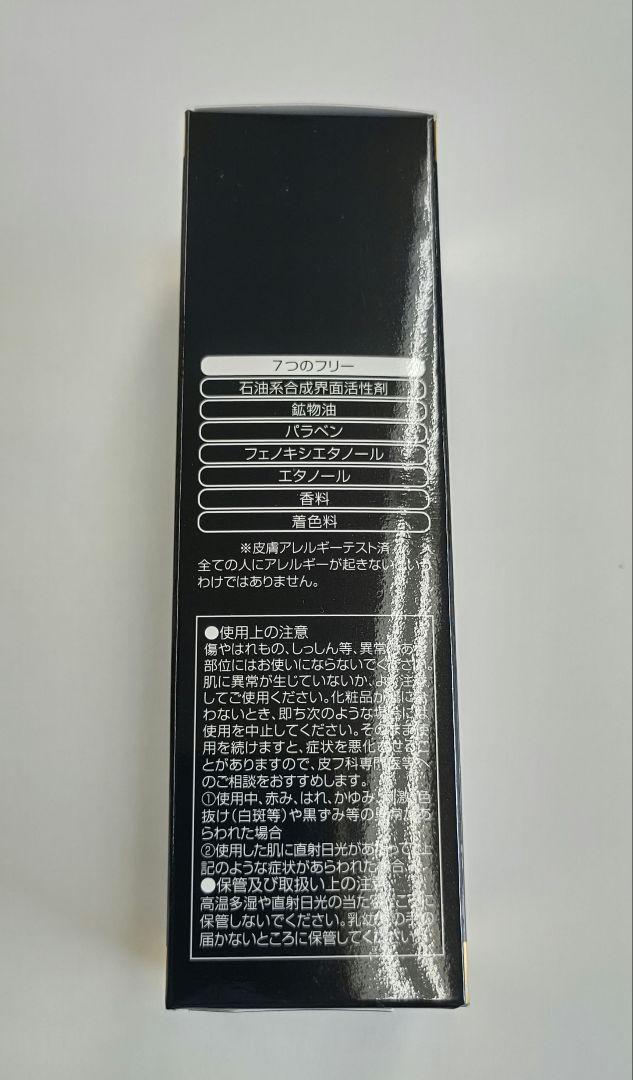 7つのフリー
石油系合成界面活性剤
鉱物油
パラベン
フェノキシエタノール
エタノール
香料
着色料
※皮膚アレルギーテスト済
全ての人にアレルギーが起きないという
わけではありません。
●使用上の注意
傷やはれもの、しっしん等、異常のある
部位にはお使いにならないでください。
肌に異常が生じていないか、よく注意
してご使用ください。化粧品が肌に合
わないとき、即ち次のような場合には、
使用を中止してください。そのまま使
用を続けますと、症状を悪化させるこ
とがありますので、皮フ科専門医等へ
のご相談をおすすめします。
①使用中、赤み、はれ、かゆみ、刺激、色
抜け(白斑等)や黒ずみ等の異常があ
らわれた場合
②使用した肌に直射日光があたって上
記のような症状があらわれた場合
●保管及び取扱い上の注意
高温多湿や直射日光の当たるところに
保管しないでください。乳幼児の手の
届かないところに保管してください。